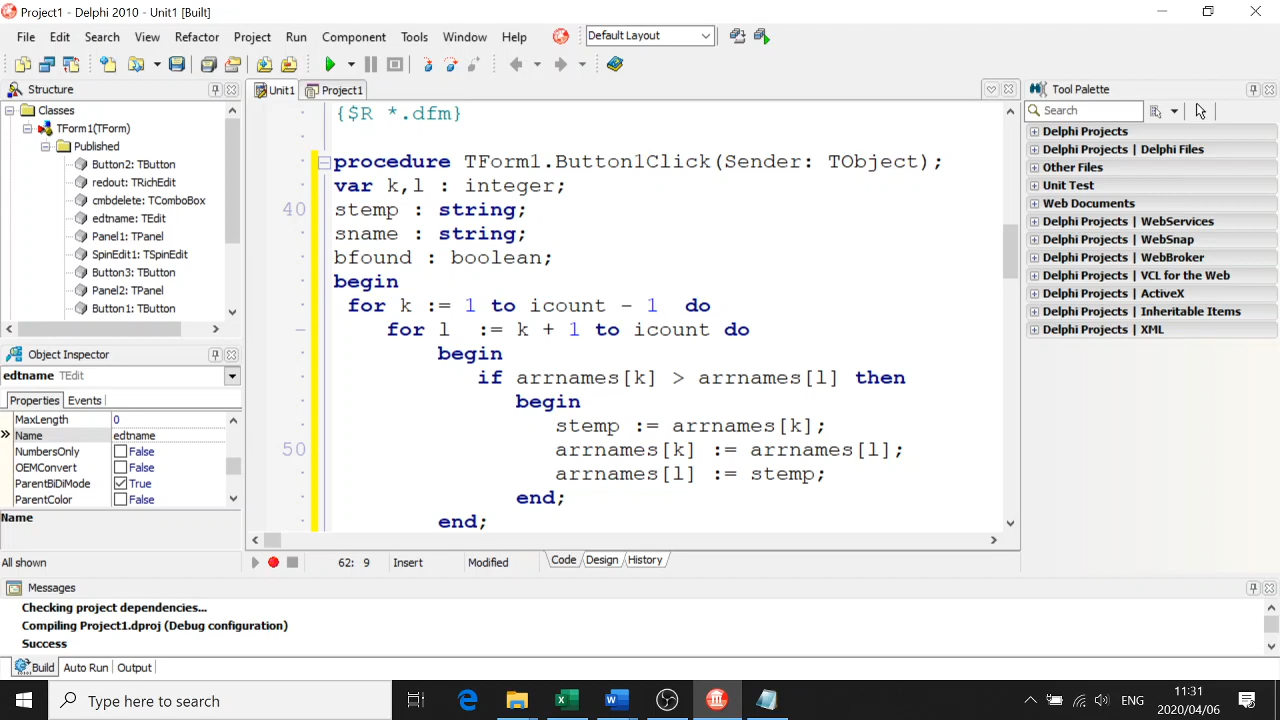 Project1 - Delphi 2010 - Unit1 [Built]
File Edit Search View Refactor Project Run Component Tools Window Help Default Layout
Structure
Classes
TForm1(TForm)
Published
Button2: TButton
redout: TRichEdit
cmbdelete: TComboBox
edtname: TEdit
Panel1: TPanel
SpinEdit1: TSpinEdit
Button3: TButton
Panel2: TPanel
Button1: TButton
Object Inspector
edtname TEdit
Properties Events
MaxLength 0
Name edtname
NumbersOnly False
OEMConvert False
ParentBiDiMode True
ParentColor False
Name
All shown
Unit1 Project1
{$R *.dfm}
procedure TForm1.Button1Click(Sender: TObject);
var k,l : integer;
40 stemp : string;
sname : string;
bfound : boolean;
begin
for k := 1 to icount - 1 do
for l := k + 1 to icount do
begin
if arrnames[k] > arrnames[l] then
begin
stemp := arrnames[k];
50 arrnames[k] := arrnames[l];
arrnames[l] := stemp;
end;
end;
62: 9 Insert Modified Code Design History
Tool Palette
Search
Delphi Projects
Delphi Projects | Delphi Files
Other Files
Unit Test
Web Documents
Delphi Projects | WebServices
Delphi Projects | WebSnap
Delphi Projects | WebBroker
Delphi Projects | VCL for the Web
Delphi Projects | ActiveX
Delphi Projects | Inheritable Items
Delphi Projects | XML
Messages
Checking project dependencies...
Compiling Project1.dproj (Debug configuration)
Success
Build Auto Run Output
Type here to search
ENG
11:31
2020/04/06